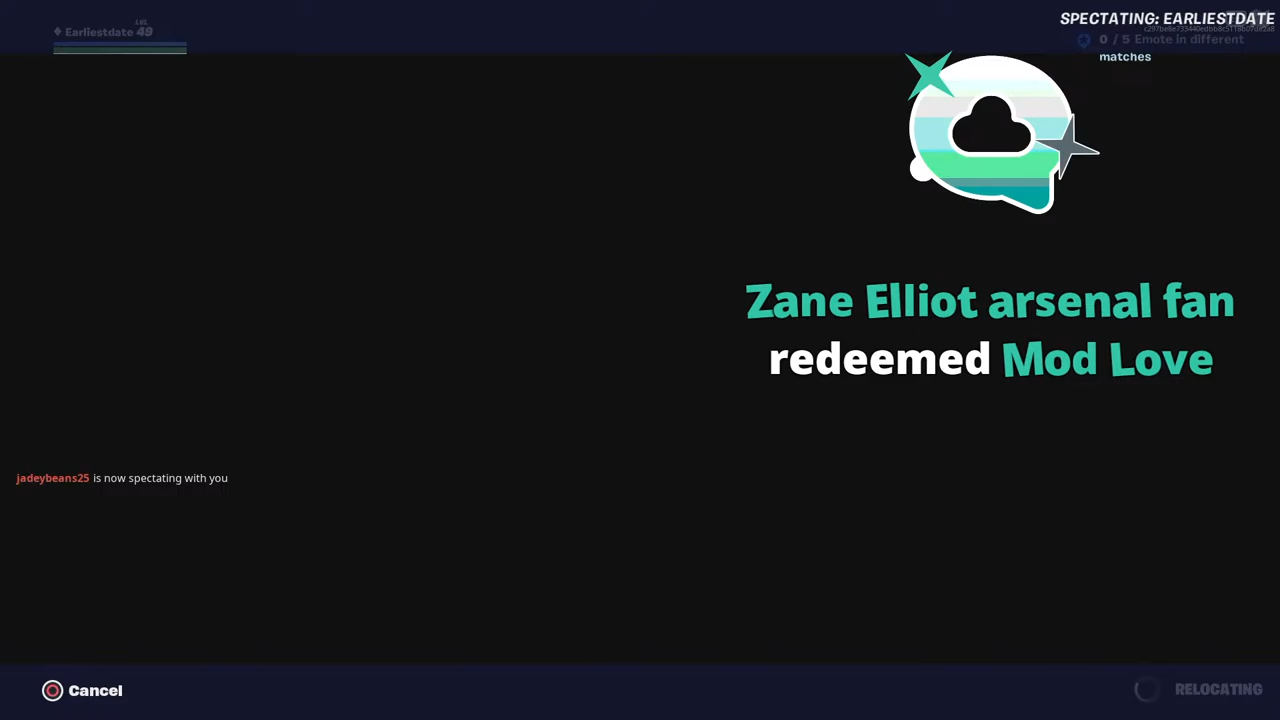 SPECTATING: EARLIESTDATE
LVL
Earliestdate 49
0 / 5 Emote in different
matches
Zane Elliot arsenal fan
redeemed Mod Love
jadeybeans25 is now spectating with you
Cancel
RELOCATING